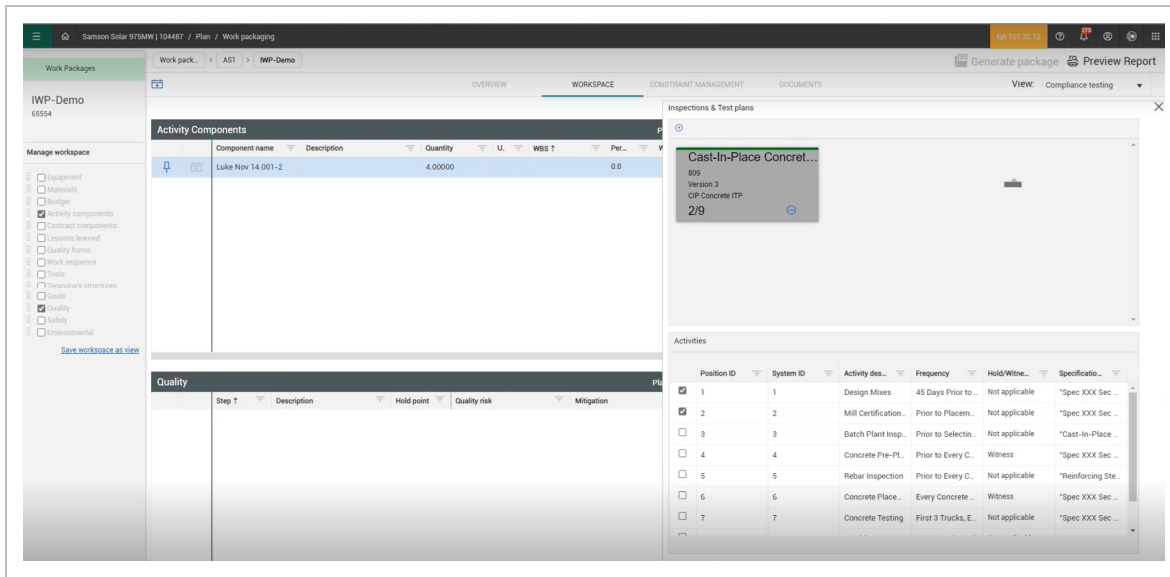 Samson Solar 975MW | 104487 / Plan / Work packaging
QA T01 22.13
Work Packages
Work pack... > AS1 > IWP-Demo
Generate package Preview Report
OVERVIEW WORKSPACE CONSTRAINT MANAGEMENT DOCUMENTS
View: Compliance testing
IWP-Demo
65554
Manage workspace
Equipment
Materials
Budget
Activity components
Contract components
Lessons learned
Quality forms
Work sequence
Tools
Temporary structures
Goals
Quality
Safety
Environmental
Save workspace as view
Activity Components
Component name Description Quantity U. WBS ↑ Per...
Luke Nov 14.001-2 4.00000 0.0
Quality
Step ↑ Description Hold point Quality risk Mitigation
Inspections & Test plans
Cast-In-Place Concret...
809
Version 3
CIP Concrete ITP
2/9
Activities
Position ID System ID Activity des... Frequency Hold/Witne... Specificatio...
1 1 Design Mixes 45 Days Prior to ... Not applicable "Spec XXX Sec ...
2 2 Mill Certification... Prior to Placem... Not applicable "Spec XXX Sec ...
3 3 Batch Plant Insp... Prior to Selectin... Not applicable "Cast-In-Place ...
4 4 Concrete Pre-Pl... Prior to Every C... Witness "Spec XXX Sec ...
5 5 Rebar Inspection Prior to Every C... Not applicable "Reinforcing Ste...
6 6 Concrete Place... Every Concrete ... Witness "Spec XXX Sec ...
7 7 Concrete Testing First 3 Trucks, E... Not applicable "Spec XXX Sec ...